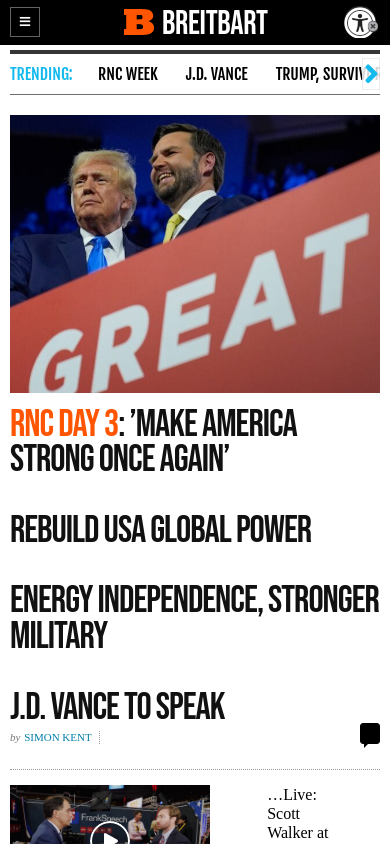 BREITBART
TRENDING: RNC WEEK J.D. VANCE TRUMP, SURVIV
GREAT
RNC DAY 3: ’MAKE AMERICA
STRONG ONCE AGAIN’
REBUILD USA GLOBAL POWER
ENERGY INDEPENDENCE, STRONGER
MILITARY
J.D. VANCE TO SPEAK
by SIMON KENT
FrankSpeech
…Live:
Scott
Walker at